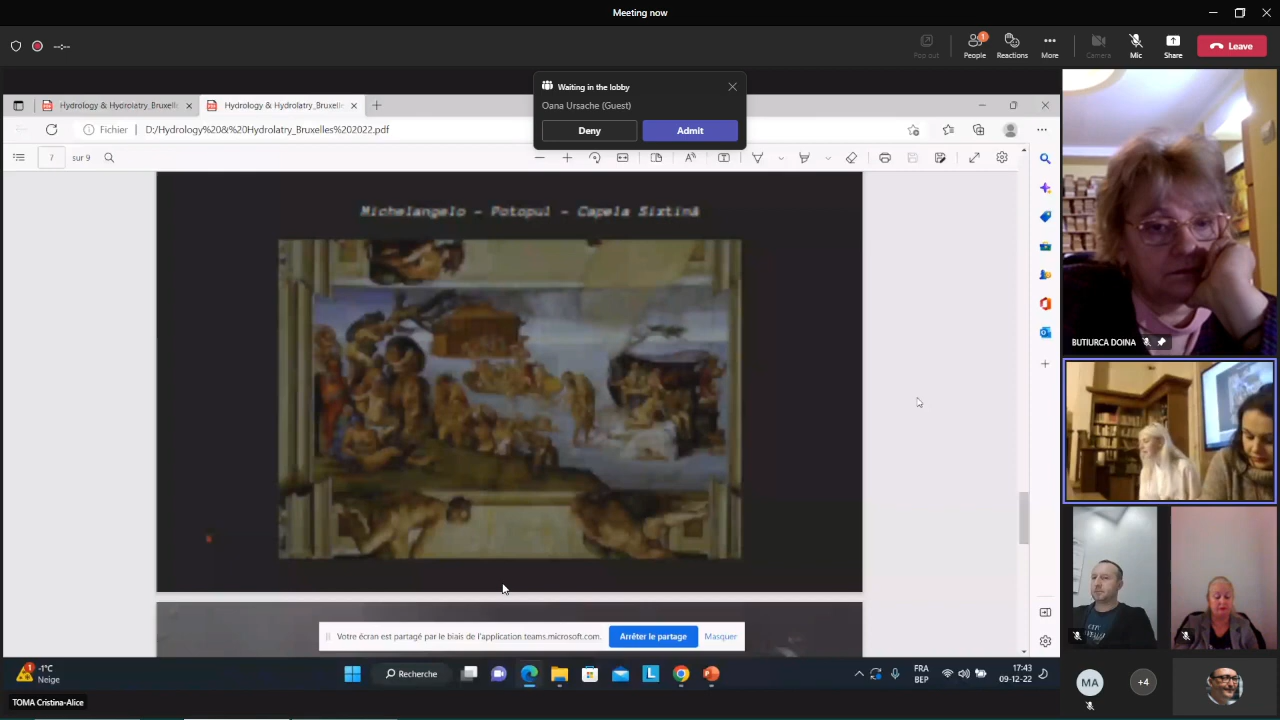 Meeting now
Pop out
People
1
Reactions
More
Camera
Mic
Share
Leave
Waiting in the lobby
Oana Ursache (Guest)
Deny
Admit
Hydrology & Hydrolatry_Bruxelle
Hydrology & Hydrolatry_Bruxelle
Fichier
D:/Hydrology%20&%20Hydrolatry_Bruxelles%202022.pdf
7
sur 9
Michelangelo - Potopul - Capela Sixtină
BUTIURCA DOINA
Votre écran est partagé par le biais de l'application teams.microsoft.com.
Arrêter le partage
Masquer
1
-1°C
Neige
Recherche
L
FRA
BEP
17:43
09-12-22
MA
+4
TOMA Cristina-Alice